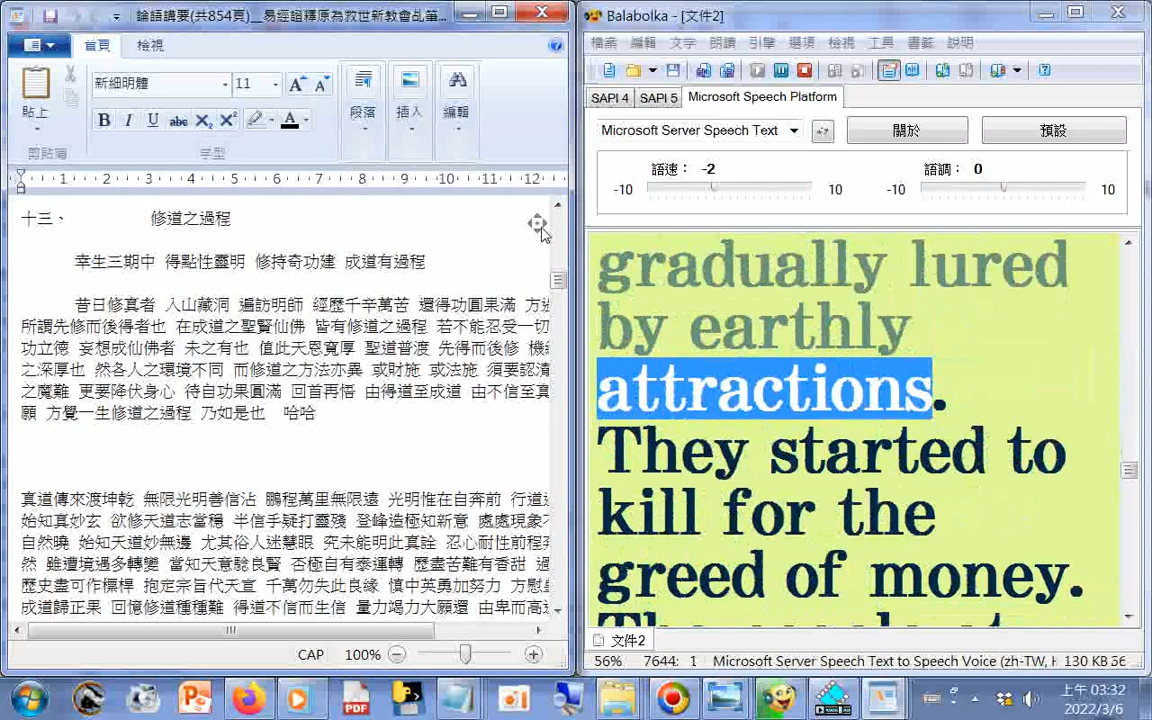 論語講要(共854頁)__易經證釋原為救世新教會乩筆...
首頁 檢視
新細明體 11
貼上 段落 插入 編輯
B I U abc X₂ X²
剪貼簿 字型
1 2 3 4 5 6 7 8 9 10 11 12
十三、 修道之過程
幸生三期中 得點性靈明 修持奇功建 成道有過程
昔日修真者 入山藏洞 遍訪明師 經歷千辛萬苦 還得功圓果滿 方
所謂先修而後得者也 在成道之聖賢仙佛 皆有修道之過程 若不能忍受一切
功立德 妄想成仙佛者 未之有也 值此天恩寬厚 聖道普渡 先得而後修 機
之深厚也 然各人之環境不同 而修道之方法亦異 或財施 或法施 須要認清
之魔難 更要降伏身心 待自功果圓滿 回首再悟 由得道至成道 由不信至真
願 方覺一生修道之過程 乃如是也 哈哈
真道傳來渡坤乾 無限光明善信沾 鵬程萬里無限遠 光明惟在自奔前 行道
始知真妙玄 欲修天道志當穩 半信半疑打靈殘 登峰造極知新意 處處現象
自然曉 始知天道妙無邊 尤其俗人迷慧眼 究未能明此真詮 忍心耐性前程
然 雖遭境遇多轉變 當知天意驗良賢 否極自有泰運轉 歷盡苦難有香甜
歷史盡可作標桿 抱定宗旨代天宣 千萬勿失此良緣 慎中英勇加努力 方慰
成道歸正果 回憶修道種種難 得道不信而生信 量力竭力大願還 由卑而高
CAP 100%
Balabolka - [文件2]
檔案 編輯 文字 朗讀 引擎 選項 檢視 工具 書籤 說明
SAPI 4 SAPI 5 Microsoft Speech Platform
Microsoft Server Speech Text 關於 預設
語速： -2 語調： 0
-10 10 -10 10
gradually lured
by earthly
attractions.
They started to
kill for the
greed of money.
文件2
56% 7644: 1 Microsoft Server Speech Text to Speech Voice (zh-TW, H 130 KB 56
上午 03:32
2022/3/6